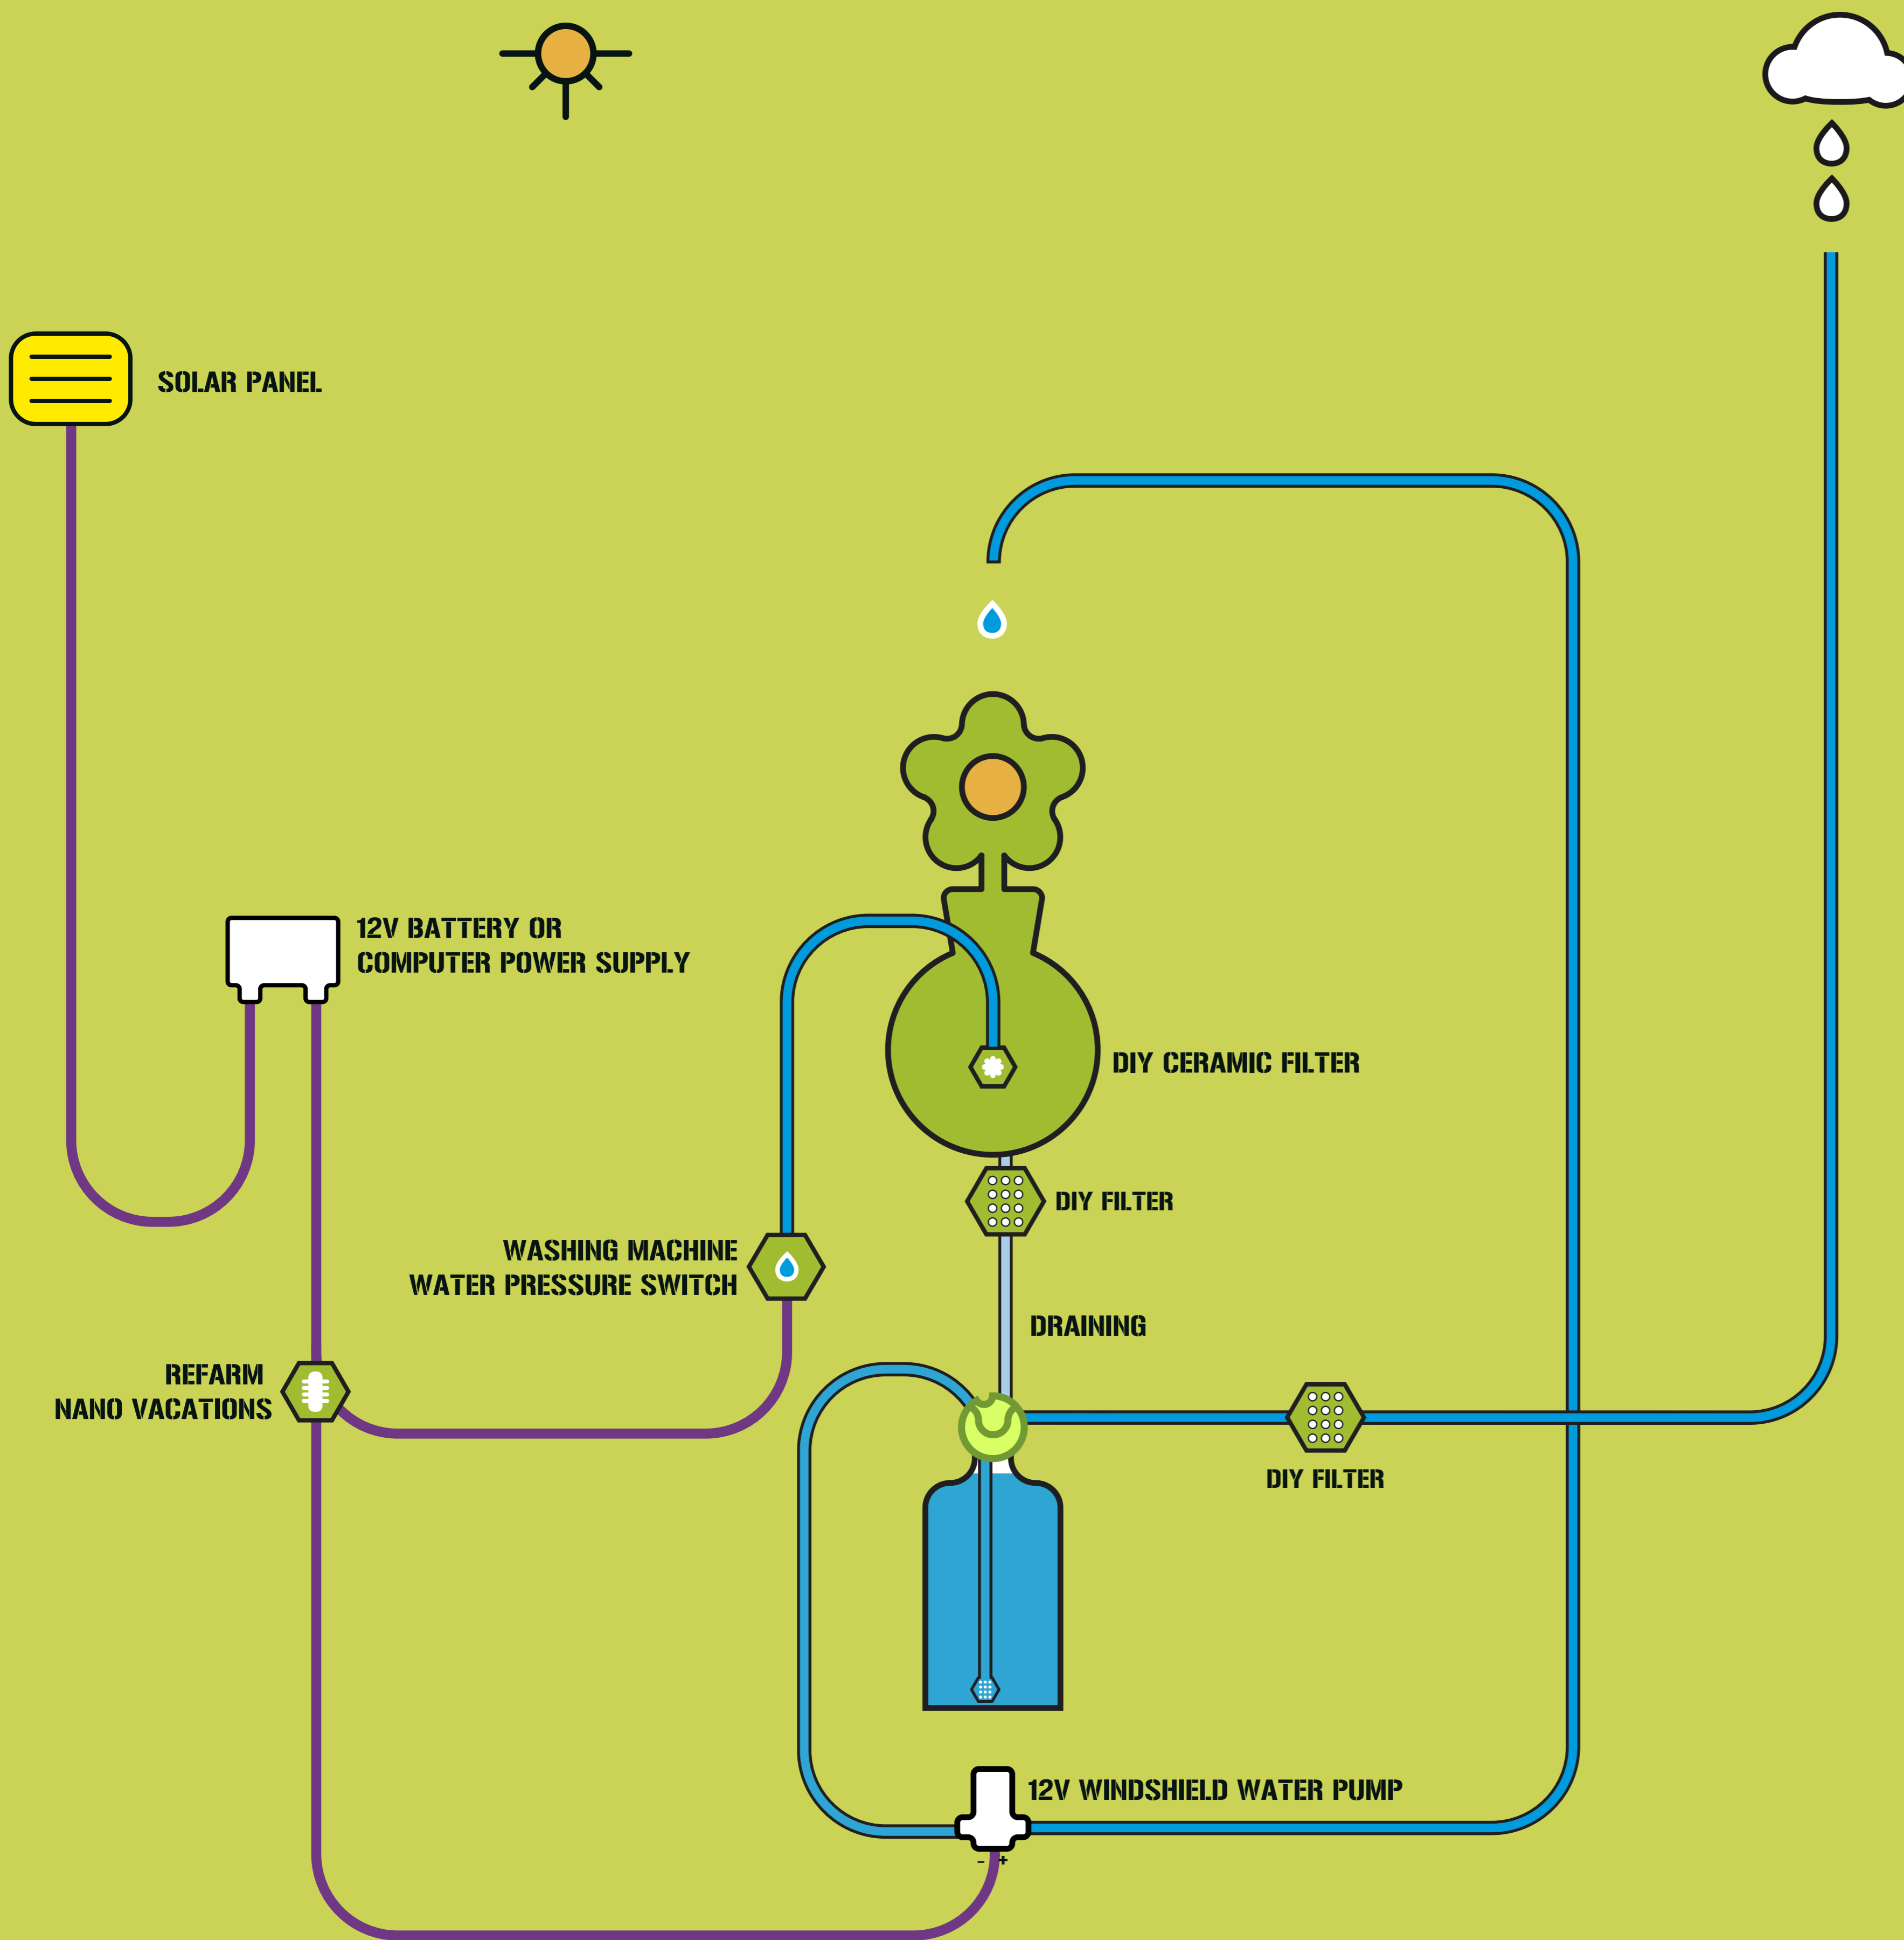 SOLAR PANEL
12V BATTERY OR
COMPUTER POWER SUPPLY
DIY CERAMIC FILTER
DIY FILTER
WASHING MACHINE
WATER PRESSURE SWITCH
DRAINING
REFARM
NANO VACATIONS
DIY FILTER
12V WINDSHIELD WATER PUMP
- +